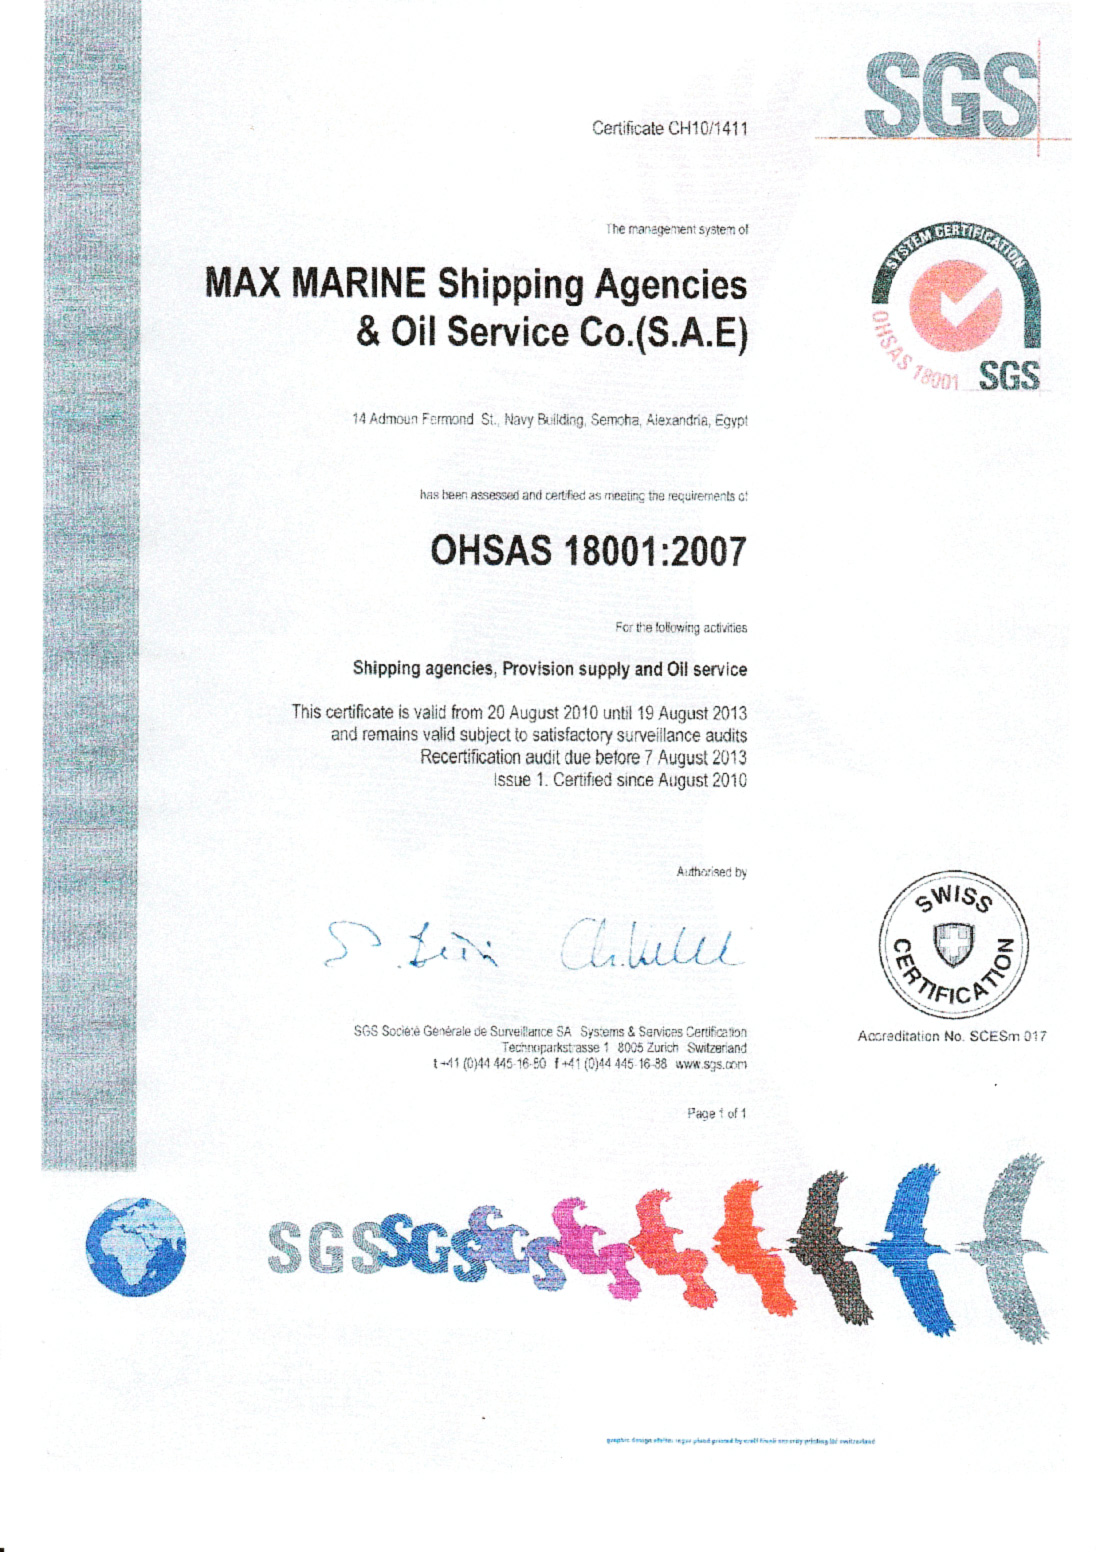 SGS
Certificate CH10/1411
The management system of
MAX MARINE Shipping Agencies
& Oil Service Co.(S.A.E)
SYSTEM CERTIFICATION
OHSAS 18001
SGS
14 Admoun Fermond St., Navy Building, Semoha, Alexandria, Egypt
has been assessed and certified as meeting the requirements of
OHSAS 18001:2007
For the following activities
Shipping agencies, Provision supply and Oil service
This certificate is valid from 20 August 2010 until 19 August 2013
and remains valid subject to satisfactory surveillance audits
Recertification audit due before 7 August 2013
Issue 1. Certified since August 2010
Authorised by
SWISS
CERTIFICATION
Accreditation No. SCESm 017
SGS Société Générale de Surveillance SA Systems & Services Certification
Technoparkstrasse 1 8005 Zurich Switzerland
t +41 (0)44 445-16-80 f +41 (0)44 445-16-88 www.sgs.com
Page 1 of 1
SGSSGSSGS